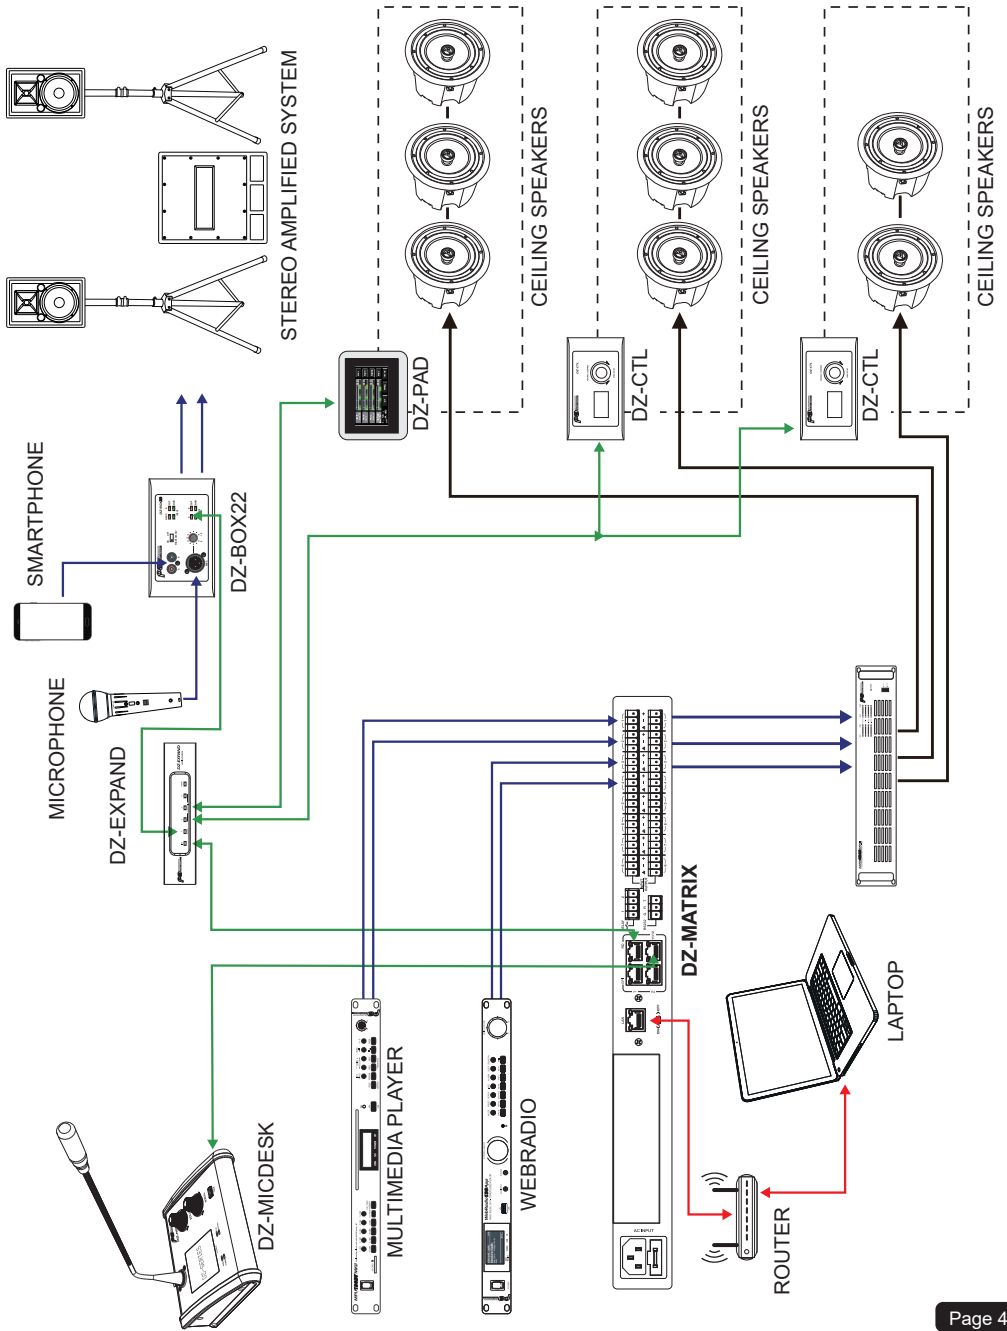 STEREO AMPLIFIED SYSTEM
CEILING SPEAKERS
CEILING SPEAKERS
CEILING SPEAKERS
DZ-PAD
DZ-CTL
DZ-CTL
SMARTPHONE
DZ-BOX22
MICROPHONE
DZ-EXPAND
DZ-MATRIX
LAPTOP
DZ-MICDESK
MULTIMEDIA PLAYER
WEBRADIO
ROUTER
AC INPUT
Page 4